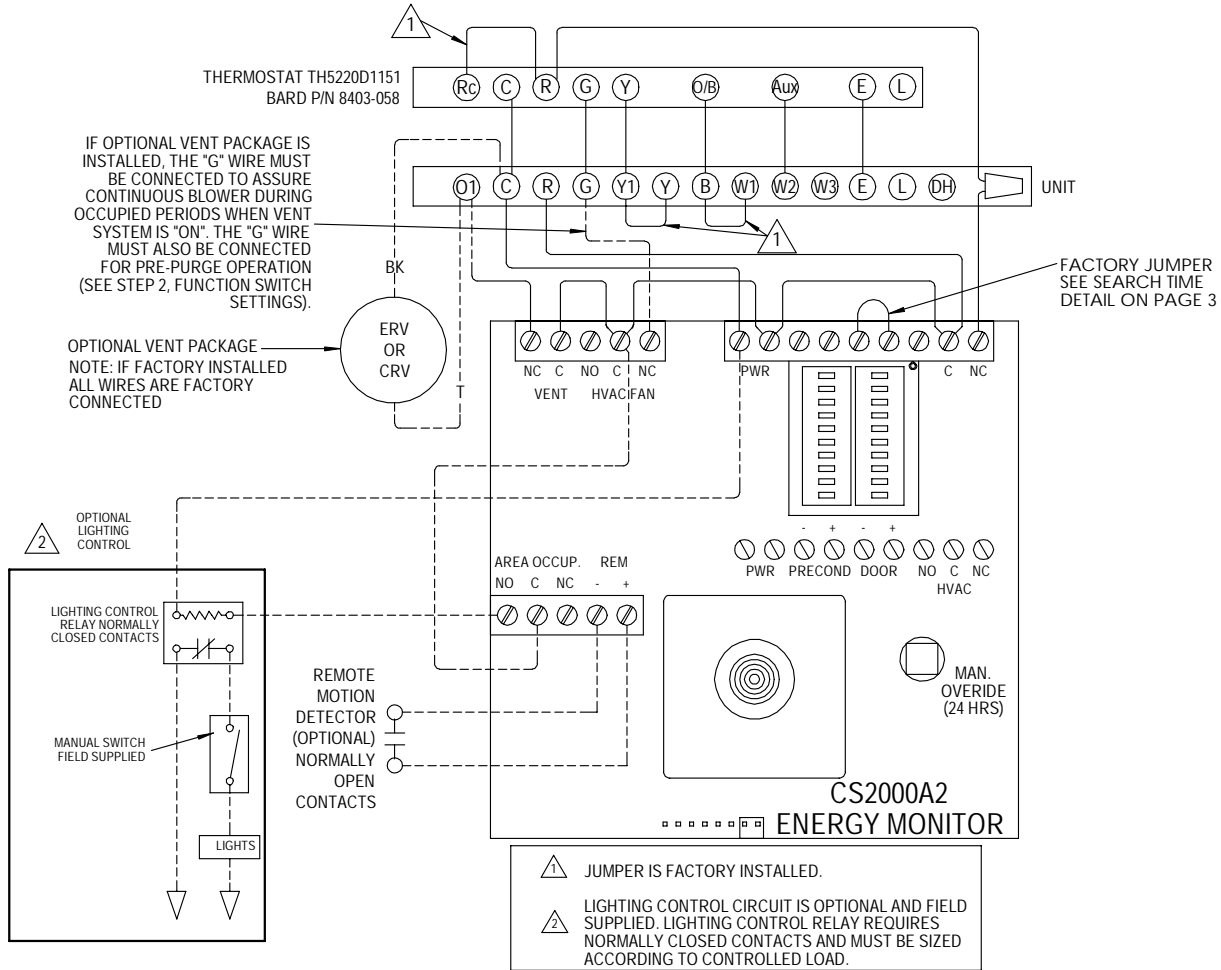 1
THERMOSTAT TH5220D1151
BARD P/N 8403-058
Rc C R G Y O/B Aux E L
IF OPTIONAL VENT PACKAGE IS
INSTALLED, THE "G" WIRE MUST
BE CONNECTED TO ASSURE
CONTINUOUS BLOWER DURING
OCCUPIED PERIODS WHEN VENT
SYSTEM IS "ON". THE "G" WIRE
MUST ALSO BE CONNECTED
FOR PRE-PURGE OPERATION
(SEE STEP 2, FUNCTION SWITCH
SETTINGS).
O1 C R G Y1 Y B W1 W2 W3 E L DH
UNIT
1
BK
FACTORY JUMPER
SEE SEARCH TIME
DETAIL ON PAGE 3
OPTIONAL VENT PACKAGE
NOTE: IF FACTORY INSTALLED
ALL WIRES ARE FACTORY
CONNECTED
ERV
OR
CRV
T
NC C NO C NC
VENT HVAC FAN
PWR C NC
2
OPTIONAL
LIGHTING
CONTROL
- + - +
PWR PRECOND DOOR NO C NC
HVAC
AREA OCCUP. REM
NO C NC - +
LIGHTING CONTROL
RELAY NORMALLY
CLOSED CONTACTS
MANUAL SWITCH
FIELD SUPPLIED
LIGHTS
REMOTE
MOTION
DETECTOR
(OPTIONAL)
NORMALLY
OPEN
CONTACTS
MAN.
OVERIDE
(24 HRS)
CS2000A2
ENERGY MONITOR
1 JUMPER IS FACTORY INSTALLED.
2 LIGHTING CONTROL CIRCUIT IS OPTIONAL AND FIELD
SUPPLIED. LIGHTING CONTROL RELAY REQUIRES
NORMALLY CLOSED CONTACTS AND MUST BE SIZED
ACCORDING TO CONTROLLED LOAD.